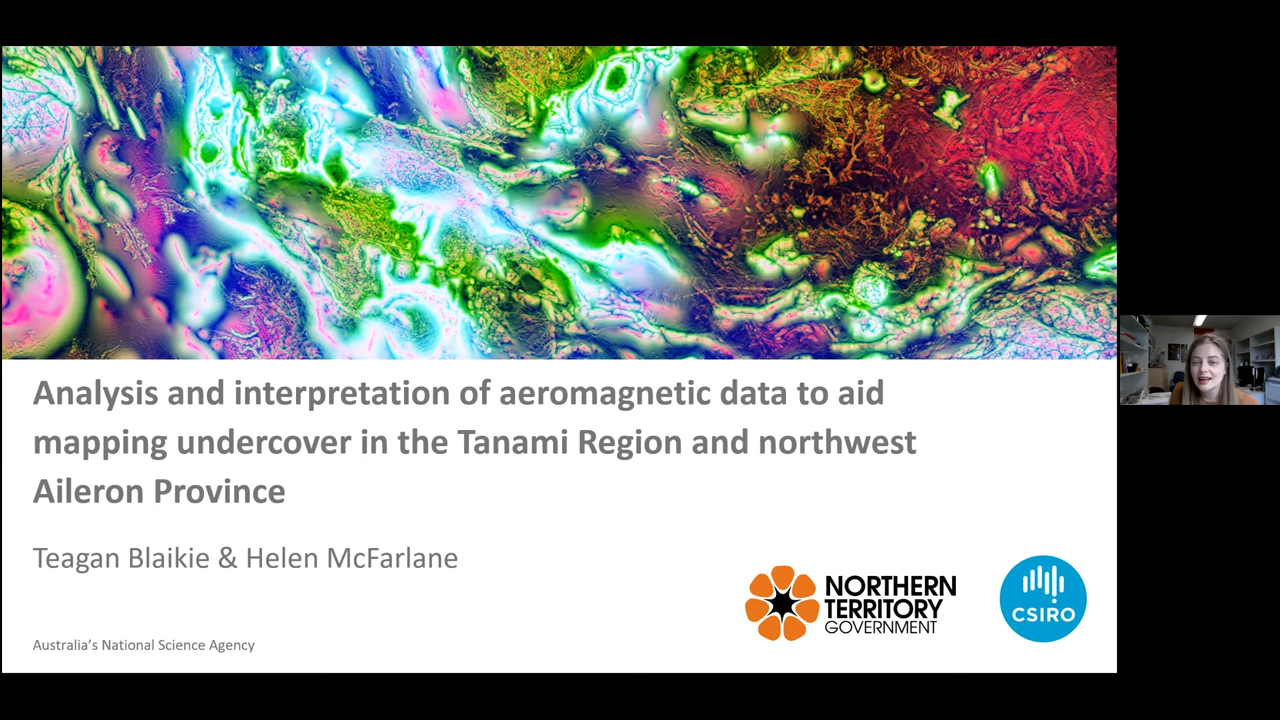 Analysis and interpretation of aeromagnetic data to aid
mapping undercover in the Tanami Region and northwest
Aileron Province
Teagan Blaikie & Helen McFarlane
NORTHERN
TERRITORY
GOVERNMENT
CSIRO
Australia's National Science Agency